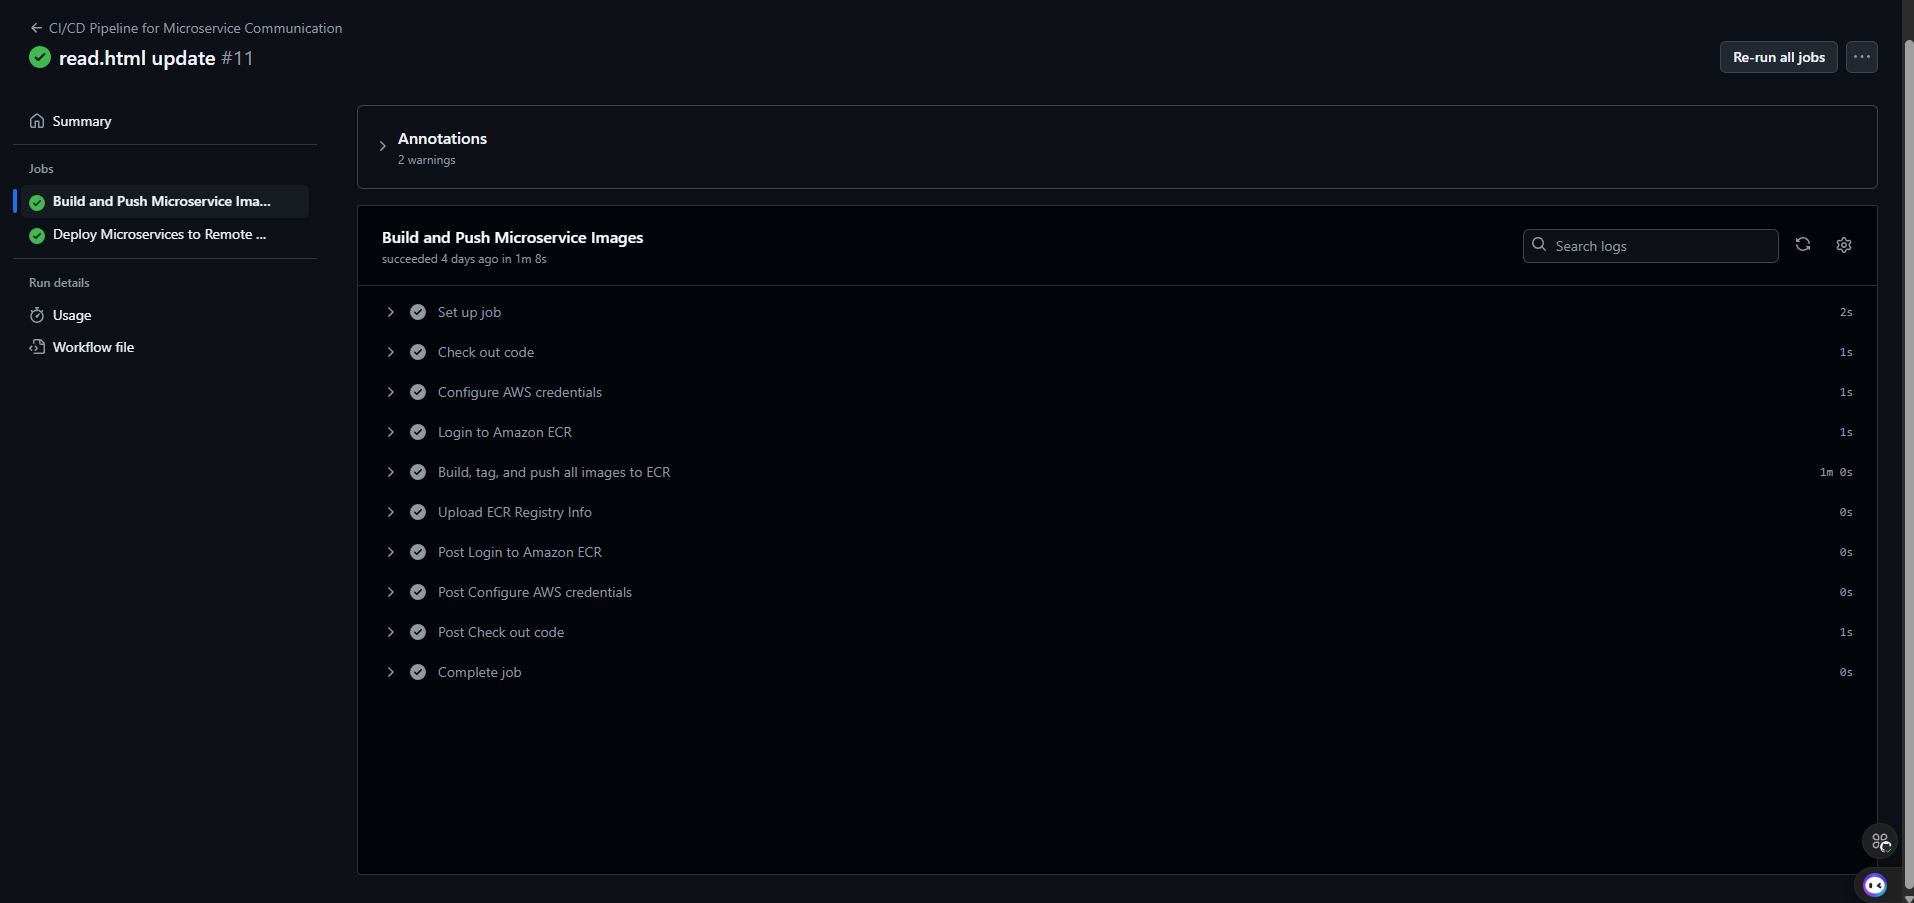 CI/CD Pipeline for Microservice Communication
read.html update #11
Re-run all jobs
Summary
Jobs
Build and Push Microservice Ima...
Deploy Microservices to Remote ...
Run details
Usage
Workflow file
Annotations
2 warnings
Build and Push Microservice Images
succeeded 4 days ago in 1m 8s
Search logs
Set up job 2s
Check out code 1s
Configure AWS credentials 1s
Login to Amazon ECR 1s
Build, tag, and push all images to ECR 1m 0s
Upload ECR Registry Info 0s
Post Login to Amazon ECR 0s
Post Configure AWS credentials 0s
Post Check out code 1s
Complete job 0s